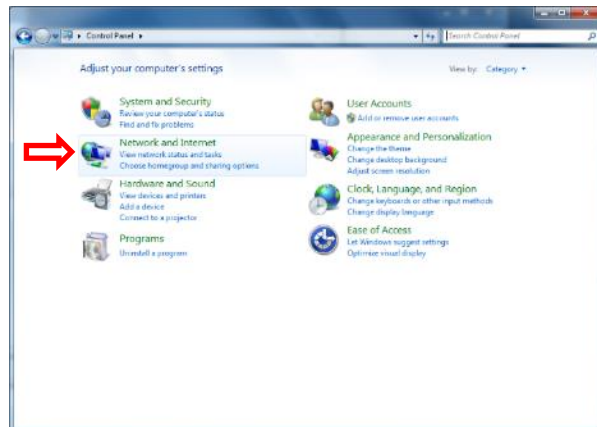 Control Panel
Search Control Panel
Adjust your computer's settings
View by: Category
System and Security
Review your computer's status
Find and fix problems
Network and Internet
View network status and tasks
Choose homegroup and sharing options
Hardware and Sound
View devices and printers
Add a device
Connect to a projector
Programs
Uninstall a program
User Accounts
Add or remove user accounts
Appearance and Personalization
Change the theme
Change desktop background
Adjust screen resolution
Clock, Language, and Region
Change keyboards or other input methods
Change display language
Ease of Access
Let Windows suggest settings
Optimize visual display